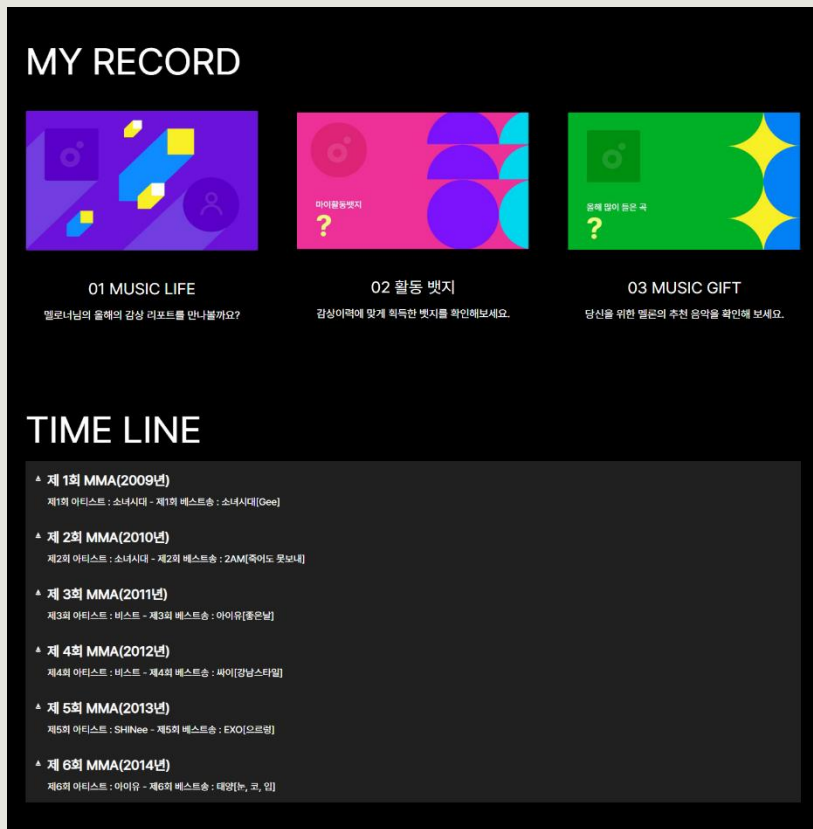 MY RECORD
마이활동뱃지
?
올해 많이 들은 곡
?
01 MUSIC LIFE
멜로너님의 올해의 감상 리포트를 만나볼까요?
02 활동 뱃지
감상이력에 맞게 획득한 뱃지를 확인해보세요.
03 MUSIC GIFT
당신을 위한 멜론의 추천 음악을 확인해 보세요.
TIME LINE
제 1회 MMA(2009년)
제1회 아티스트 : 소녀시대 - 제1회 베스트송 : 소녀시대[Gee]
제 2회 MMA(2010년)
제2회 아티스트 : 소녀시대 - 제2회 베스트송 : 2AM[죽어도 못보내]
제 3회 MMA(2011년)
제3회 아티스트 : 비스트 - 제3회 베스트송 : 아이유[좋은날]
제 4회 MMA(2012년)
제4회 아티스트 : 비스트 - 제4회 베스트송 : 싸이[강남스타일]
제 5회 MMA(2013년)
제5회 아티스트 : SHINee - 제5회 베스트송 : EXO[으르렁]
제 6회 MMA(2014년)
제6회 아티스트 : 아이유 - 제6회 베스트송 : 태양[눈, 코, 입]